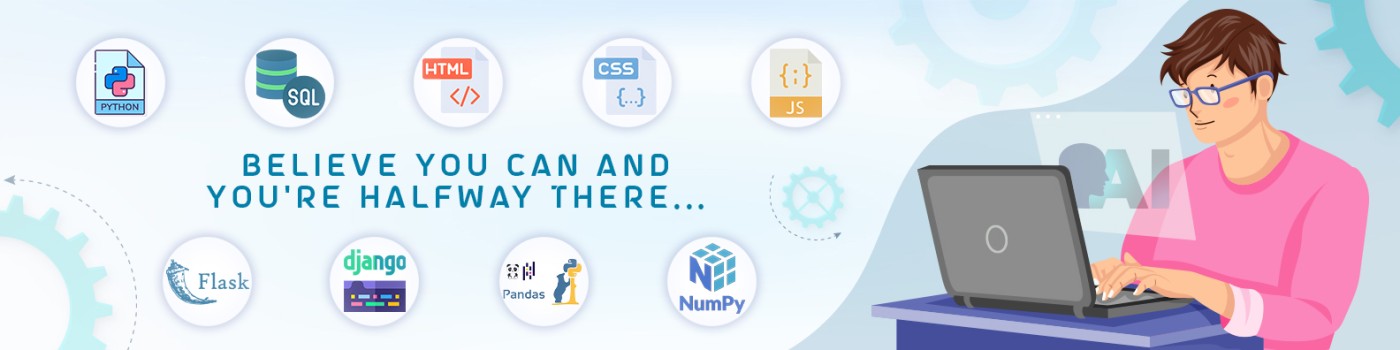 PYTHON
SQL
HTML
</>
CSS
{...}
{;}
JS
BELIEVE YOU CAN AND
YOU'RE HALFWAY THERE...
AI
Flask
django
Pandas
N
NumPy